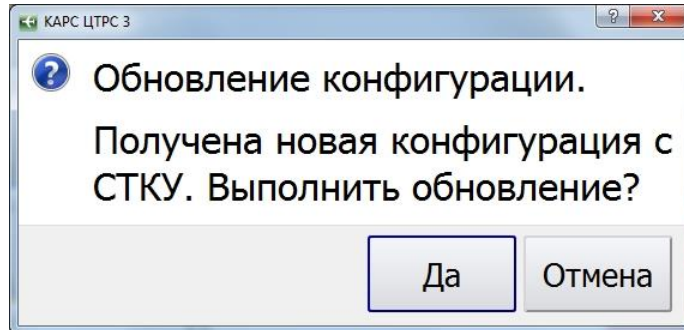 КАРС ЦТРС 3
Обновление конфигурации.
Получена новая конфигурация с
СТКУ. Выполнить обновление?
Да
Отмена